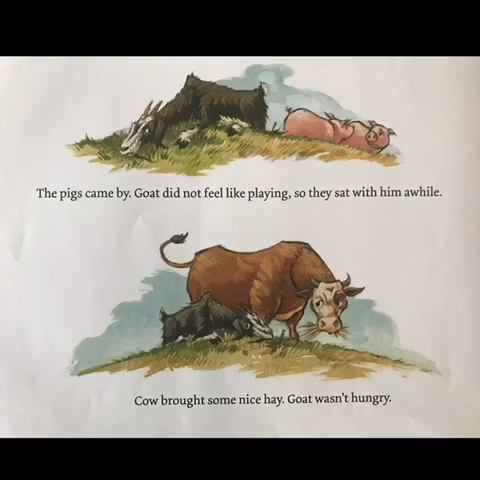 The pigs came by. Goat did not feel like playing, so they sat with him awhile.
Cow brought some nice hay. Goat wasn't hungry.